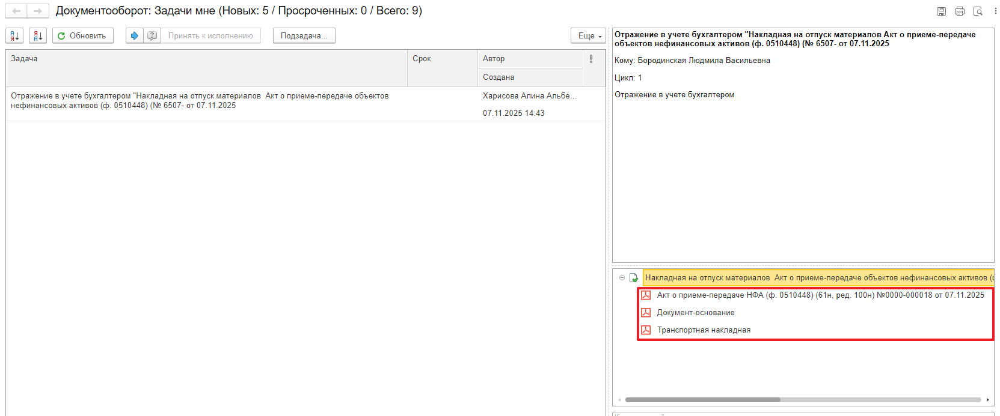 Документооборот: Задачи мне (Новых: 5 / Просроченных: 0 / Всего: 9)
А
Я
Я
А
Обновить
Принять к исполнению
Подзадача...
Еще
Задача
Срок
Автор
Создана
Отражение в учете бухгалтером "Накладная на отпуск материалов  Акт о приеме-передаче объектов
нефинансовых активов (ф. 0510448) (№ 6507- от 07.11.2025
Харисова Алина Альбе...
07.11.2025 14:43
Отражение в учете бухгалтером "Накладная на отпуск материалов Акт о приеме-передаче
объектов нефинансовых активов (ф. 0510448) (№ 6507- от 07.11.2025
Кому: Бородинская Людмила Васильевна
Цикл: 1
Отражение в учете бухгалтером
Накладная на отпуск материалов  Акт о приеме-передаче объектов нефинансовых активов (
Акт о приеме-передаче НФА (ф. 0510448) (61н, ред. 100н) №0000-000018 от 07.11.2025
Документ-основание
Транспортная накладная